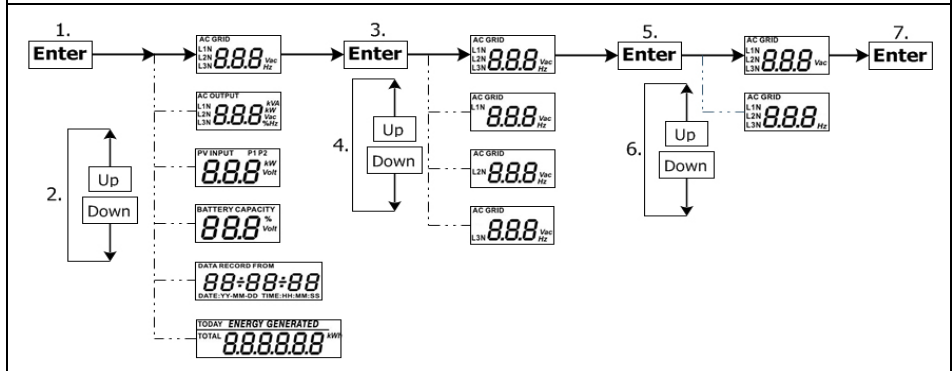 1.
Enter
AC GRID
L1N
L2N
L3N
8.8.8
Vac
Hz
3.
Enter
AC GRID
L1N
L2N
L3N
8.8.8
Vac
Hz
5.
Enter
AC GRID
L1N
L2N
L3N
8.8.8
Vac
7.
Enter
2.
Up
Down
AC OUTPUT
L1N
L2N
L3N
8.8.8
kVA
kW
Vac
%Hz
PV INPUT P1 P2
8.8.8
kW
Volt
BATTERY CAPACITY
8.8.8
%
Volt
DATA RECORD FROM
88:88:88
DATE:YY-MM-DD TIME:HH:MM:SS
TODAY ENERGY GENERATED
TOTAL 8.8.8.8.8.8 kWh
4.
Up
Down
AC GRID
L1N
8.8.8
Vac
Hz
AC GRID
L2N 8.8.8
Vac
Hz
AC GRID
L3N 8.8.8
Vac
Hz
6.
Up
Down
AC GRID
L1N
L2N
L3N
8.8.8
Hz